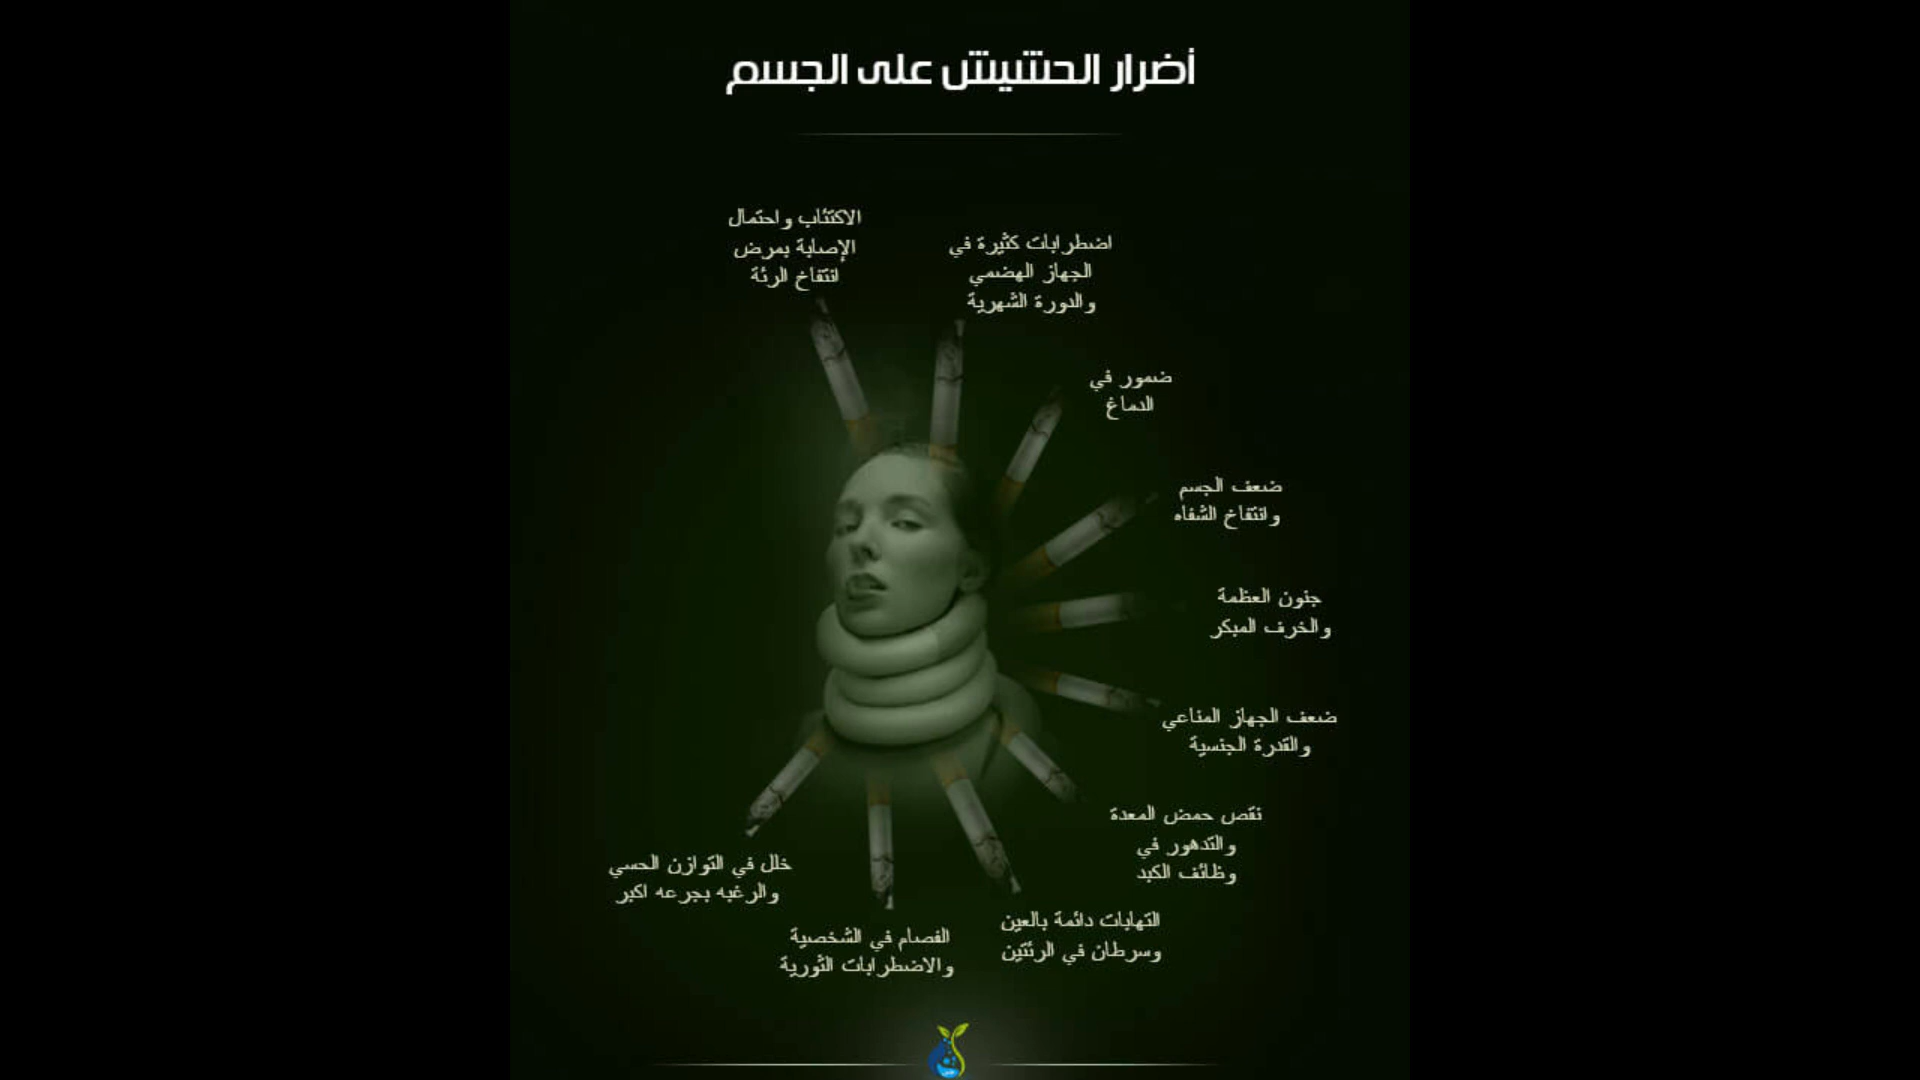 أضرار الحشيش على الجسم
الاكتئاب واحتمال
الإصابة بمرض
انتفاخ الرئة
اضطرابات كثيرة في
الجهاز الهضمي
والدورة الشهرية
ضمور في
الدماغ
ضعف الجسم
وانتفاخ الشفاه
جنون العظمة
والخرف المبكر
ضعف الجهاز المناعي
والقدرة الجنسية
نقص حمض المعدة
والتدهور في
وظائف الكبد
التهابات دائمة بالعين
وسرطان في الرئتين
الفصام في الشخصية
والاضطرابات الثورية
خلل في التوازن الحسي
والرغبه بجرعه اكبر